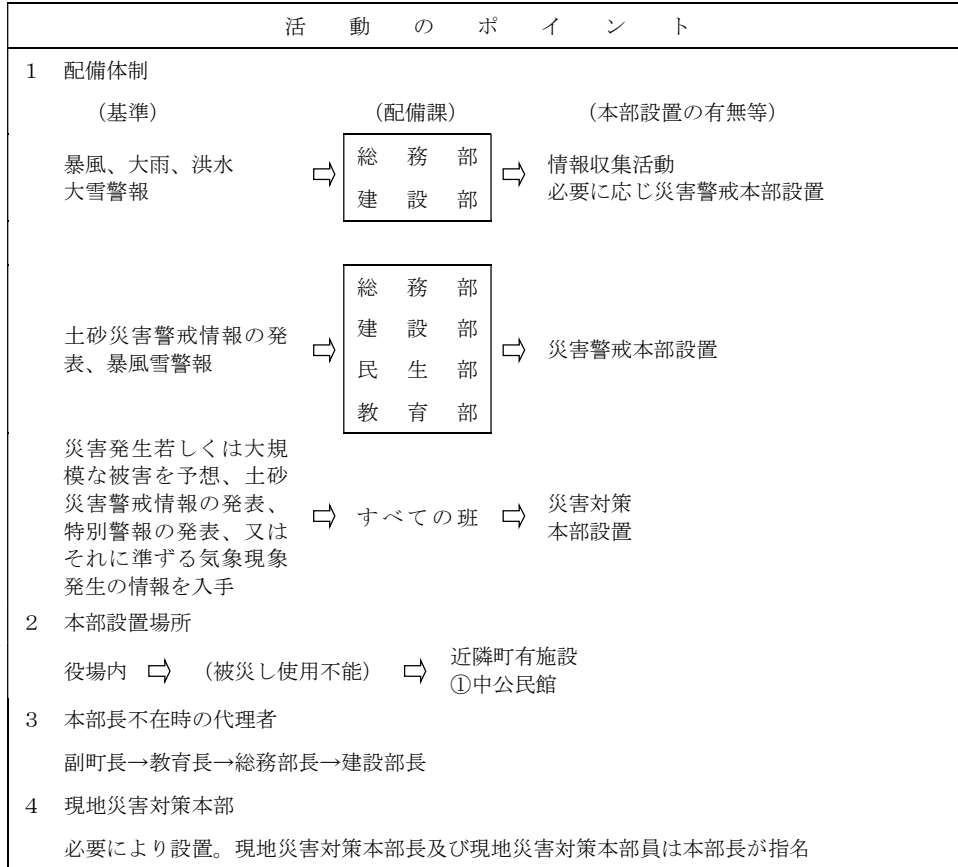 活動のポイント
1 配備体制
(基準) (配備課) (本部設置の有無等)
暴風、大雨、洪水
大雪警報
⇨
総務部
建設部
⇨
情報収集活動
必要に応じ災害警戒本部設置
土砂災害警戒情報の発
表、暴風雪警報
⇨
総務部
建設部
民生部
教育部
⇨
災害警戒本部設置
災害発生若しくは大規
模な被害を予想、土砂
災害警戒情報の発表、
特別警報の発表、又は
それに準ずる気象現象
発生の情報を入手
⇨
すべての班
⇨
災害対策
本部設置
2 本部設置場所
役場内 ⇨ (被災し使用不能) ⇨
近隣町有施設
①中公民館
3 本部長不在時の代理者
副町長→教育長→総務部長→建設部長
4 現地災害対策本部
必要により設置。現地災害対策本部長及び現地災害対策本部員は本部長が指名